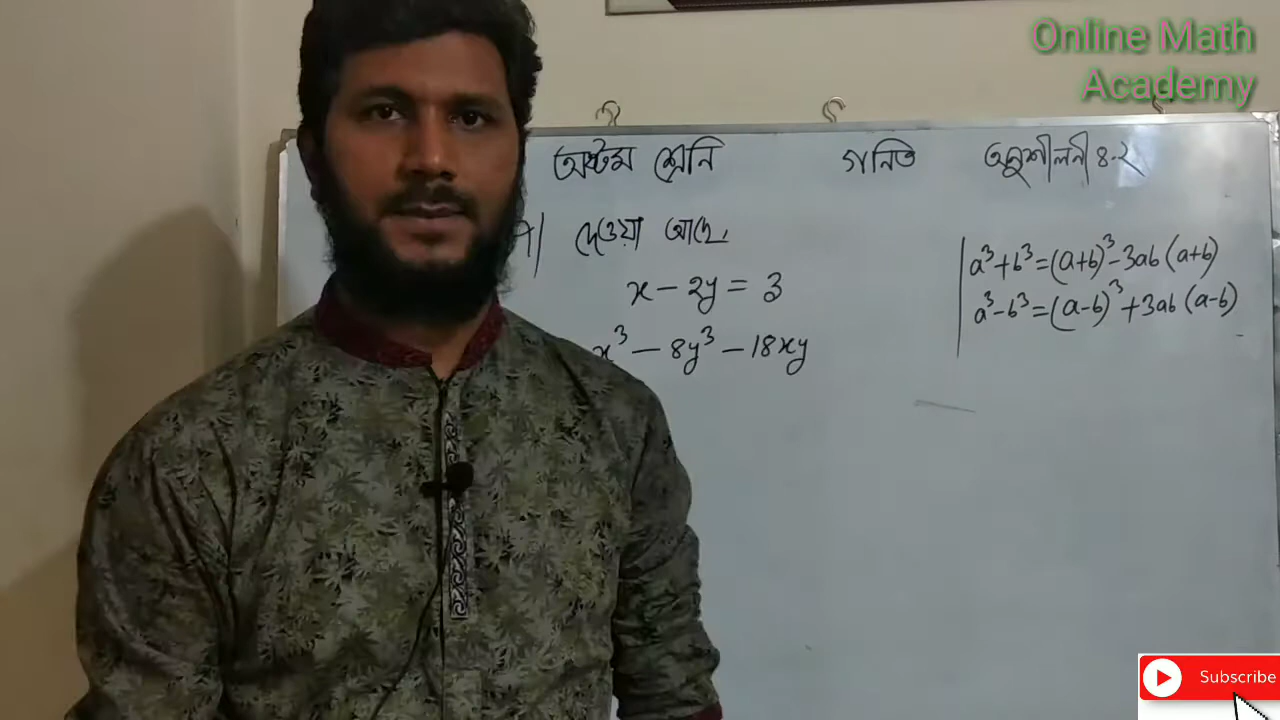 Online Math
Academy
অষ্টম শ্রেনি গনিত অনুশীলনী ৪.২
৭| দেওয়া আছে,
x - 2y = 3
x³ - 8y³ - 18xy
a³+b³=(a+b)³-3ab(a+b)
a³-b³=(a-b)³+3ab(a-b)
Subscribe